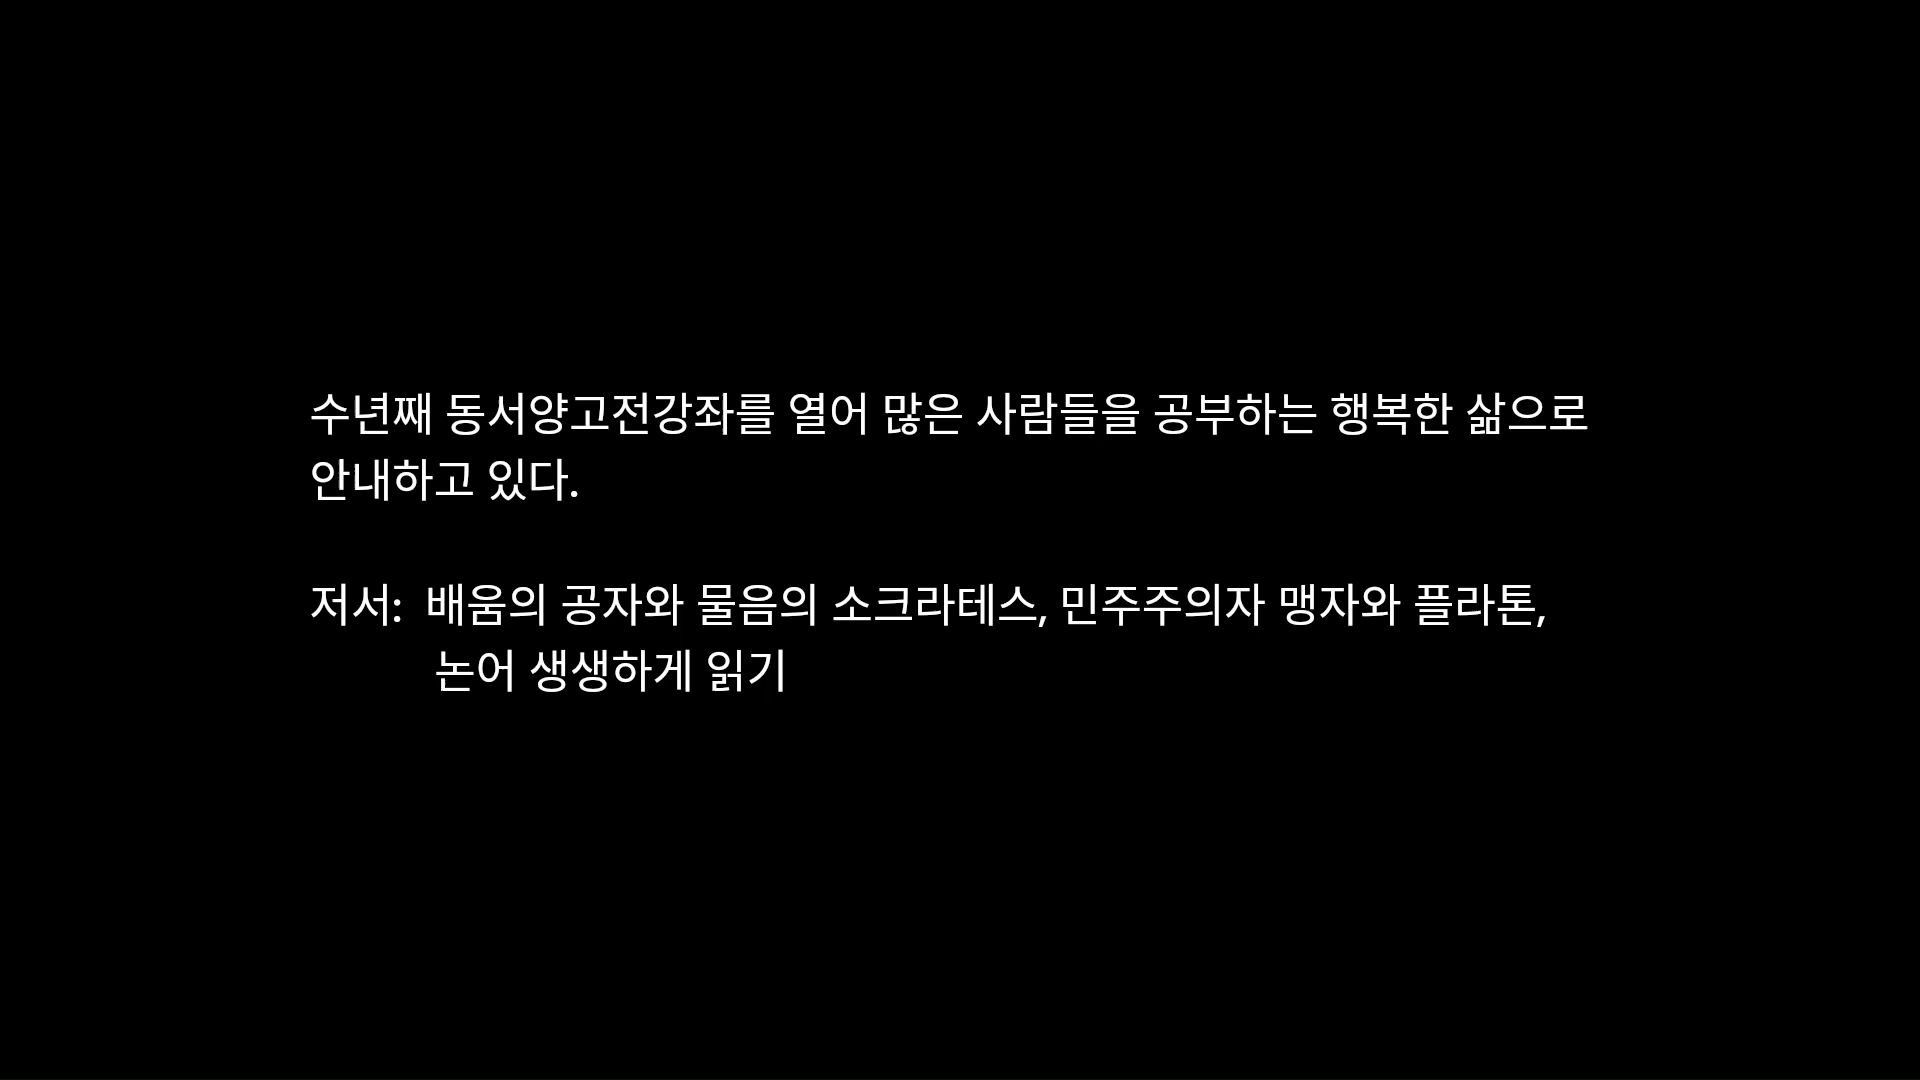 수년째 동서양고전강좌를 열어 많은 사람들을 공부하는 행복한 삶으로
안내하고 있다.
저서: 배움의 공자와 물음의 소크라테스, 민주주의자 맹자와 플라톤,
논어 생생하게 읽기